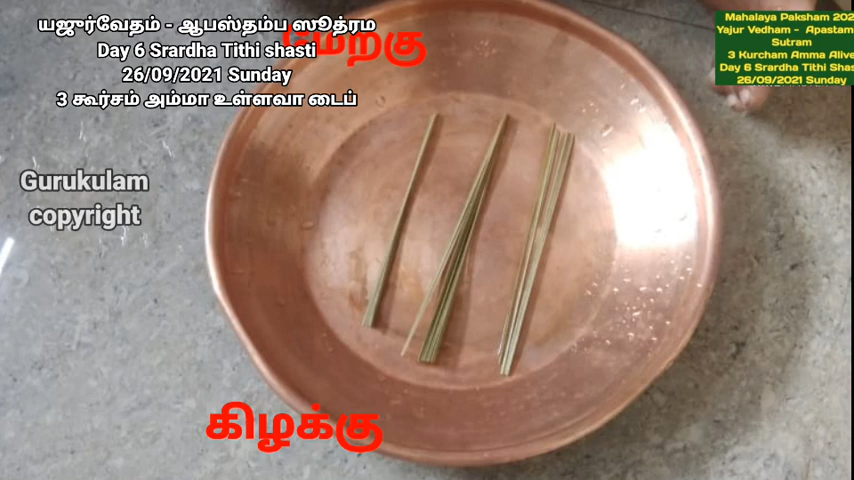 யஜுர்வேதம் - ஆபஸ்தம்ப ஸூத்ரம
Day 6 Srardha Tithi shasti
26/09/2021 Sunday
3 கூர்சம் அம்மா உள்ளவா டைப்
மேற்கு
Mahalaya Paksham 202
Yajur Vedham - Apastam
Sutram
3 Kurcham Amma Alive
Day 6 Srardha Tithi Shas
26/09/2021 Sunday
Gurukulam
copyright
கிழக்கு